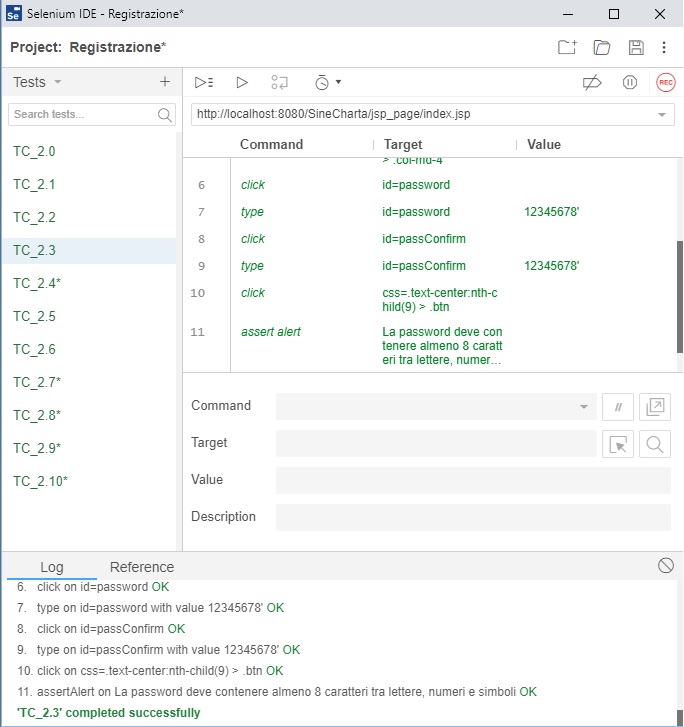 Selenium IDE - Registrazione*
Project: Registrazione*
Tests
Search tests...
TC_2.0
TC_2.1
TC_2.2
TC_2.3
TC_2.4*
TC_2.5
TC_2.6
TC_2.7*
TC_2.8*
TC_2.9*
TC_2.10*
REC
http://localhost:8080/SineCharta/jsp_page/index.jsp
Command Target Value
> .col-md-4
6 click id=password
7 type id=password 12345678'
8 click id=passConfirm
9 type id=passConfirm 12345678'
10 click css=.text-center:nth-c
hild(9) > .btn
11 assert alert La password deve con
tenere almeno 8 caratt
eri tra lettere, numer...
Command
//
Target
Value
Description
Log Reference
6. click on id=password OK
7. type on id=password with value 12345678' OK
8. click on id=passConfirm OK
9. type on id=passConfirm with value 12345678' OK
10. click on css=.text-center:nth-child(9) > .btn OK
11. assertAlert on La password deve contenere almeno 8 caratteri tra lettere, numeri e simboli OK
'TC_2.3' completed successfully